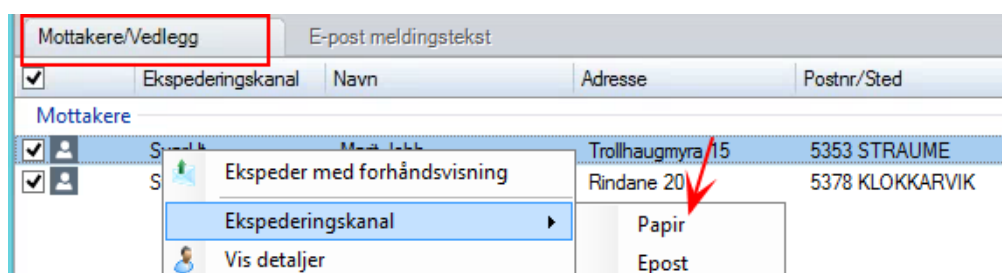 Mottakere/Vedlegg E-post meldingstekst
Ekspederingskanal Navn Adresse Postnr/Sted
Mottakere
Trollhaugmyra 15 5353 STRAUME
Ekspeder med forhåndsvisning
Rindane 20 5378 KLOKKARVIK
Ekspederingskanal Papir
Vis detaljer Epost